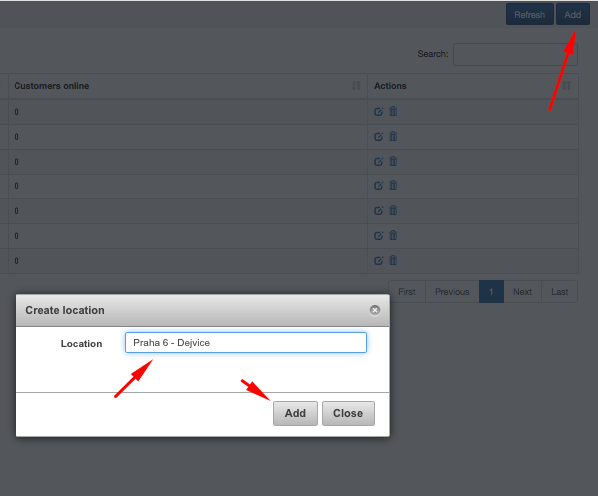 Refresh Add
Search:
Customers online Actions
0
0
0
0
0
0
0
First Previous 1 Next Last
Create location
Location Praha 6 - Dejvice
Add Close